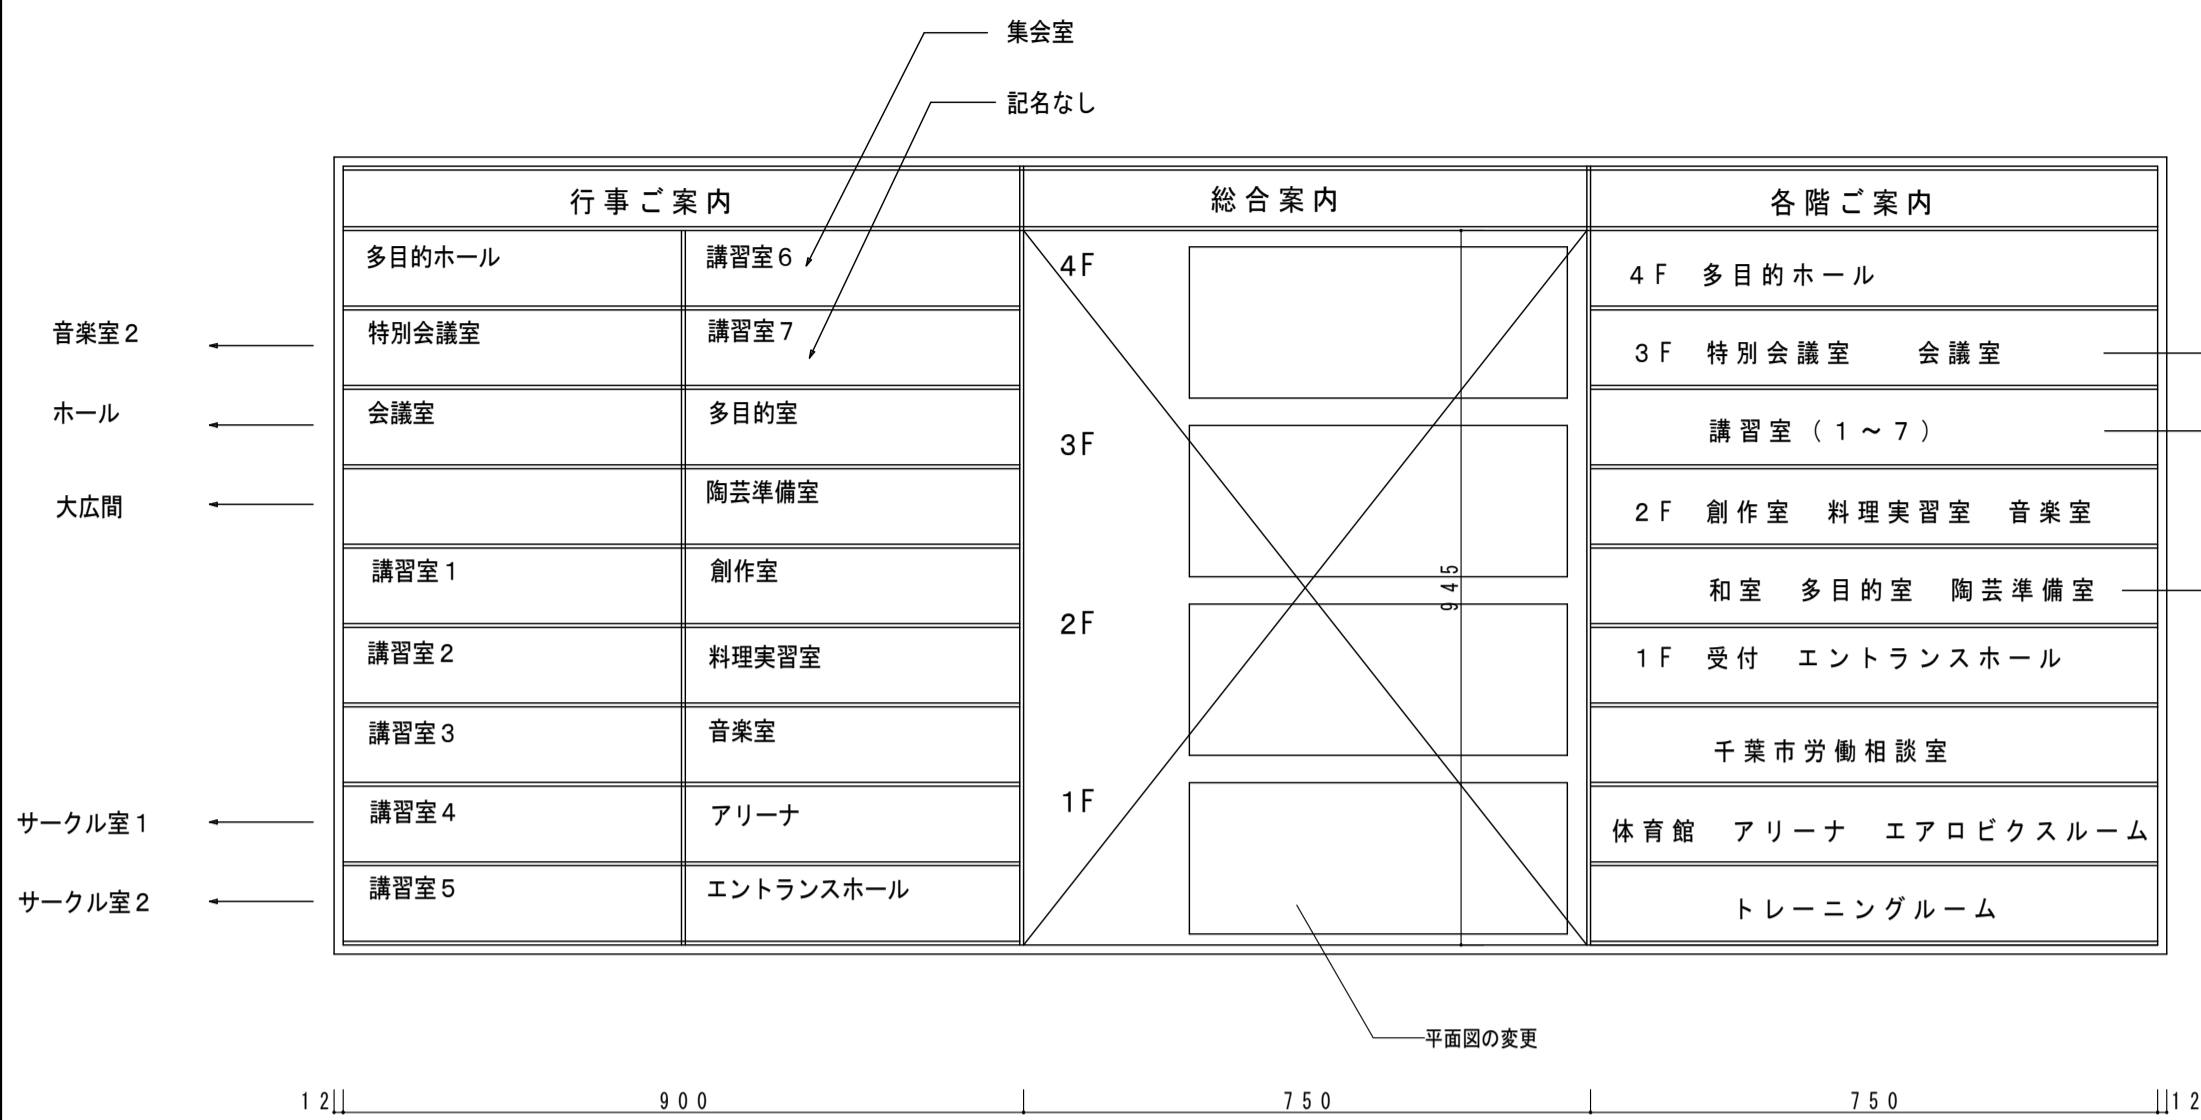 集会室
記名なし
行事ご案内
総合案内
各階ご案内
多目的ホール
講習室6
特別会議室
講習室7
会議室
多目的室
陶芸準備室
講習室1
創作室
講習室2
料理実習室
講習室3
音楽室
講習室4
アリーナ
講習室5
エントランスホール
音楽室2
ホール
大広間
サークル室1
サークル室2
4F
3F
2F
1F
945
4F 多目的ホール
3F 特別会議室 会議室
講習室(1~7)
2F 創作室 料理実習室 音楽室
和室 多目的室 陶芸準備室
1F 受付 エントランスホール
千葉市労働相談室
体育館 アリーナ エアロビクスルーム
トレーニングルーム
平面図の変更
12 900 750 750 12